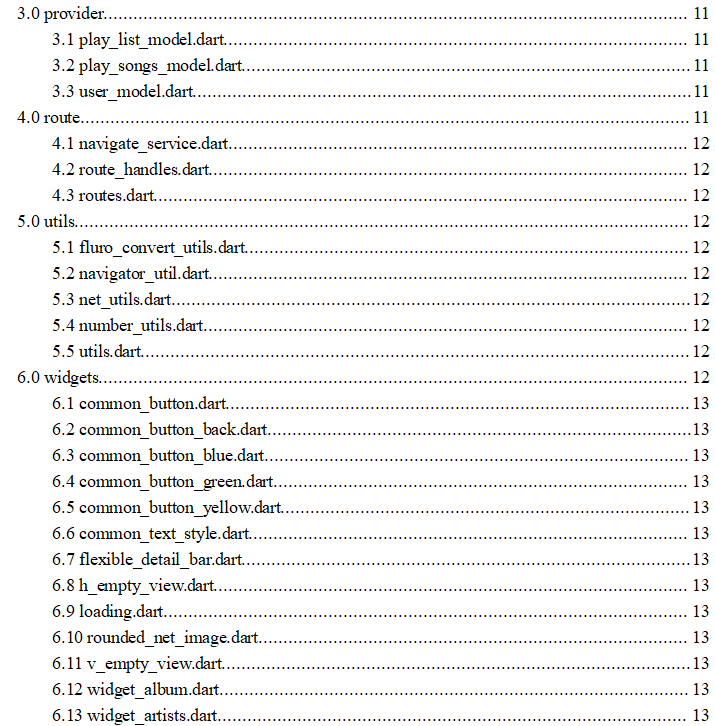 3.0 provider........................................................................................................................................ 11
3.1 play_list_model.dart.................................................................................................... 11
3.2 play_songs_model.dart................................................................................................ 11
3.3 user_model.dart............................................................................................................ 11
4.0 route.............................................................................................................................................. 11
4.1 navigate_service.dart.................................................................................................... 12
4.2 route_handles.dart........................................................................................................ 12
4.3 routes.dart.................................................................................................................... 12
5.0 utils............................................................................................................................................... 12
5.1 fluro_convert_utils.dart................................................................................................ 12
5.2 navigator_util.dart........................................................................................................ 12
5.3 net_utils.dart................................................................................................................ 12
5.4 number_utils.dart.......................................................................................................... 12
5.5 utils.dart....................................................................................................................... 12
6.0 widgets.......................................................................................................................................... 12
6.1 common_button.dart.................................................................................................... 13
6.2 common_button_back.dart............................................................................................ 13
6.3 common_button_blue.dart............................................................................................ 13
6.4 common_button_green.dart.......................................................................................... 13
6.5 common_button_yellow.dart........................................................................................ 13
6.6 common_text_style.dart................................................................................................ 13
6.7 flexible_detail_bar.dart.................................................................................................. 13
6.8 h_empty_view.dart........................................................................................................ 13
6.9 loading.dart.................................................................................................................. 13
6.10 rounded_net_image.dart.............................................................................................. 13
6.11 v_empty_view.dart...................................................................................................... 13
6.12 widget_album.dart...................................................................................................... 13
6.13 widget_artists.dart...................................................................................................... 13